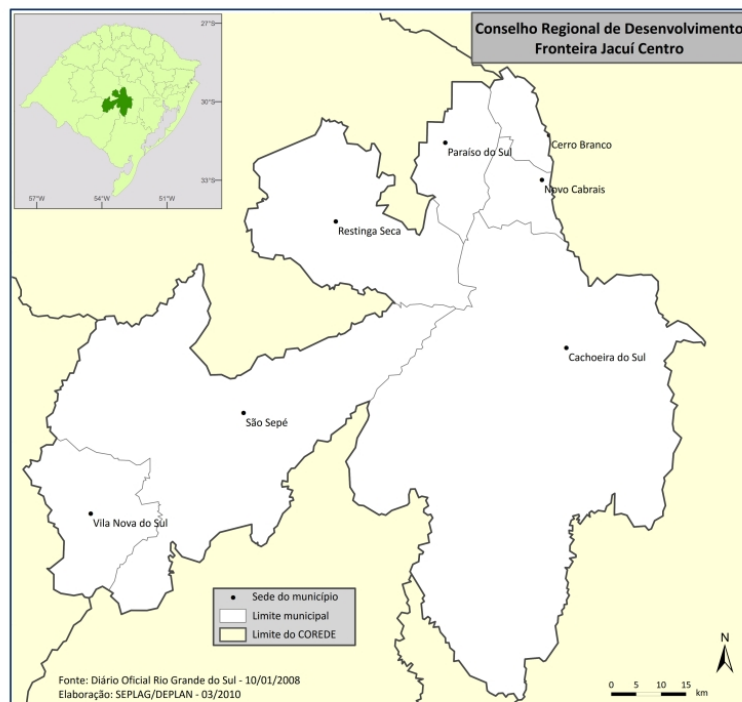 Conselho Regional de Desenvolvimento
Fronteira Jacuí Centro
27°S
30°S
33°S
57°W
54°W
51°W
Paraíso do Sul
Cerro Branco
Novo Cabrais
Restinga Seca
Cachoeira do Sul
São Sepé
Vila Nova do Sul
Sede do município
Limite municipal
Limite do COREDE
N
0 5 10 15
km
Fonte: Diário Oficial Rio Grande do Sul - 10/01/2008
Elaboração: SEPLAG/DEPLAN - 03/2010